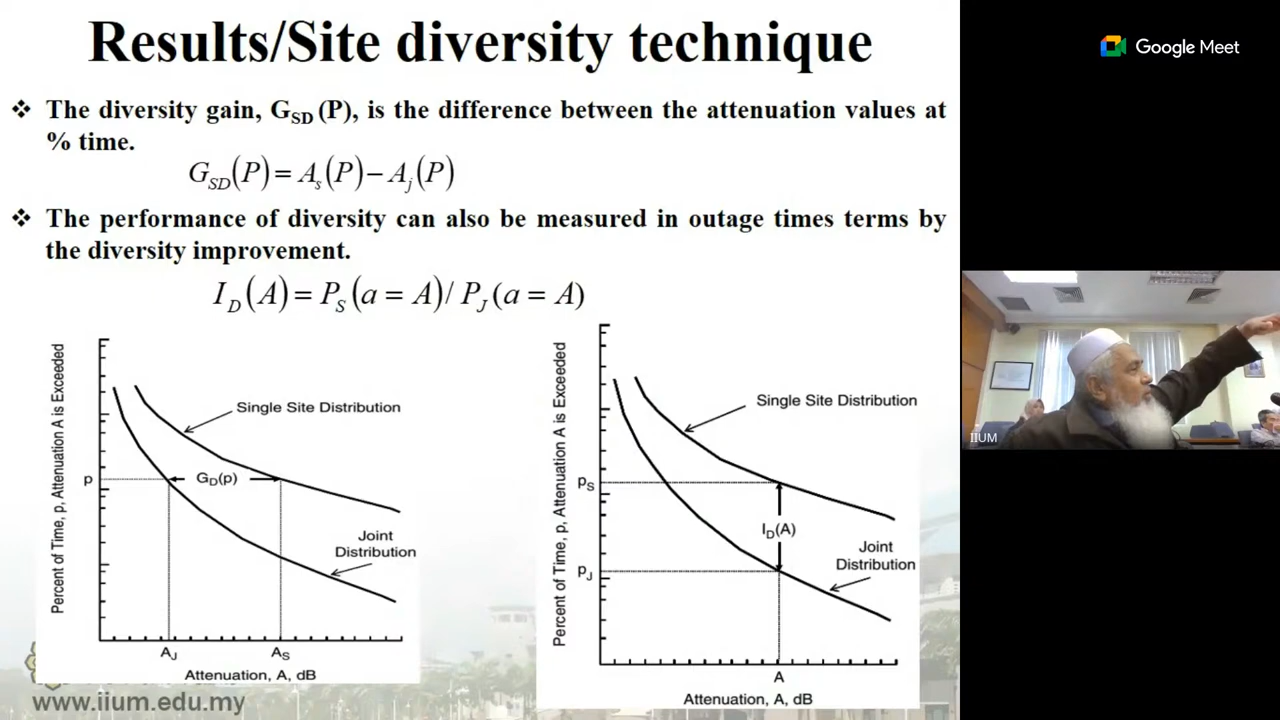 Results/Site diversity technique
❖ The diversity gain, G_SD (P), is the difference between the attenuation values at
% time.
G_SD(P) = A_s(P) − A_j(P)
❖ The performance of diversity can also be measured in outage times terms by
the diversity improvement.
I_D(A) = P_S(a = A)/ P_J(a = A)
Percent of Time, p, Attenuation A is Exceeded
Single Site Distribution
p
G_D(p)
Joint
Distribution
A_J
A_S
Attenuation, A, dB
Percent of Time, p, Attenuation A is Exceeded
Single Site Distribution
p_S
I_D(A)
Joint
Distribution
p_J
A
Attenuation, A, dB
www.iium.edu.my
Google Meet
IIUM